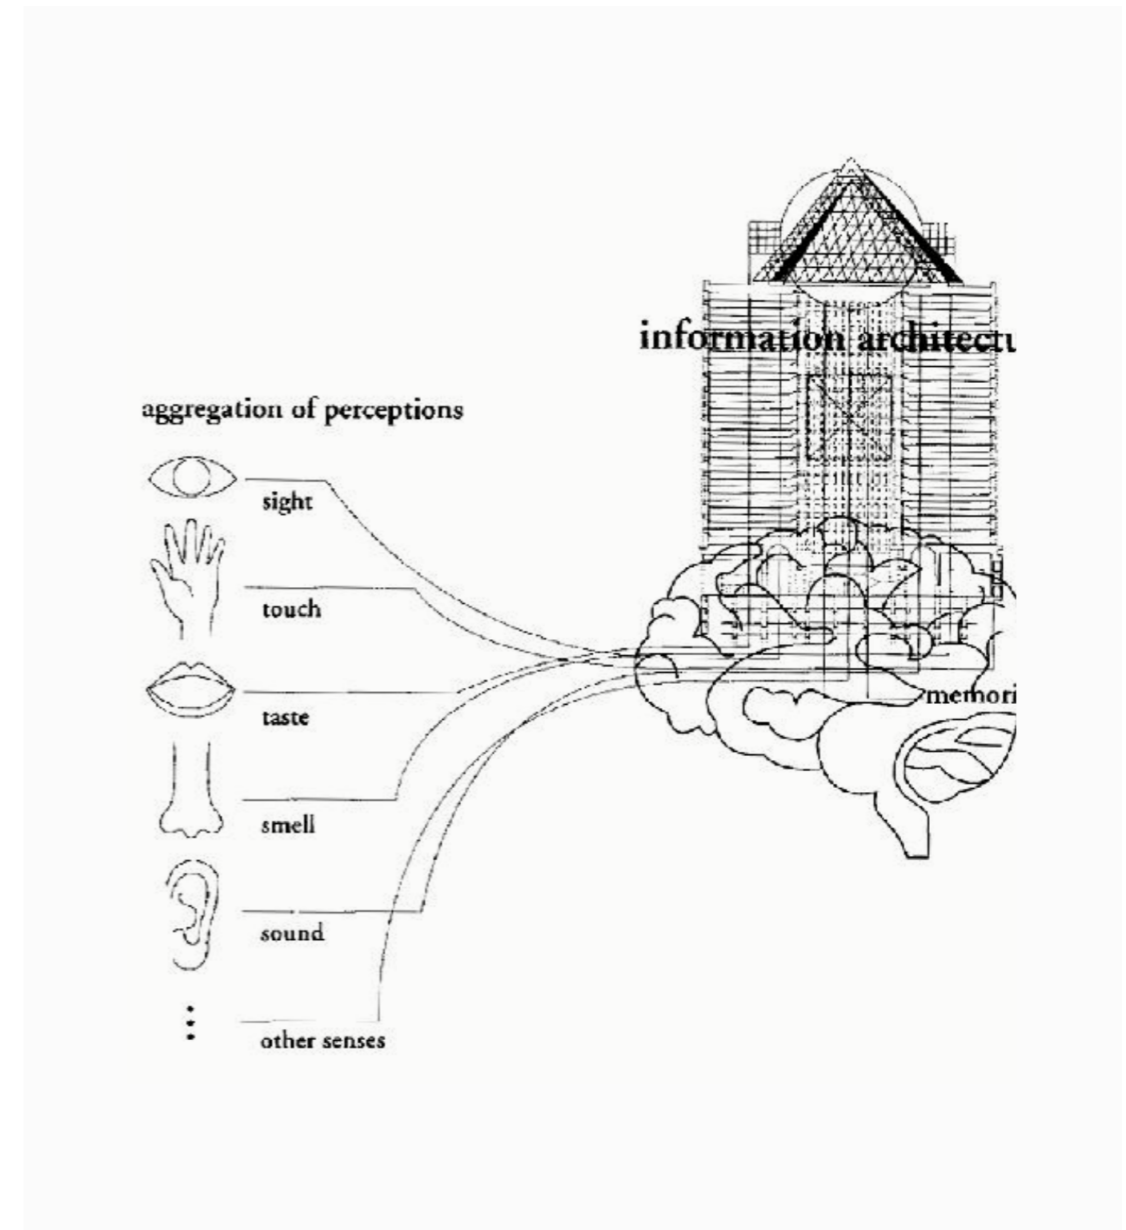 information architectu
aggregation of perceptions
sight
touch
taste
memori
smell
sound
other senses